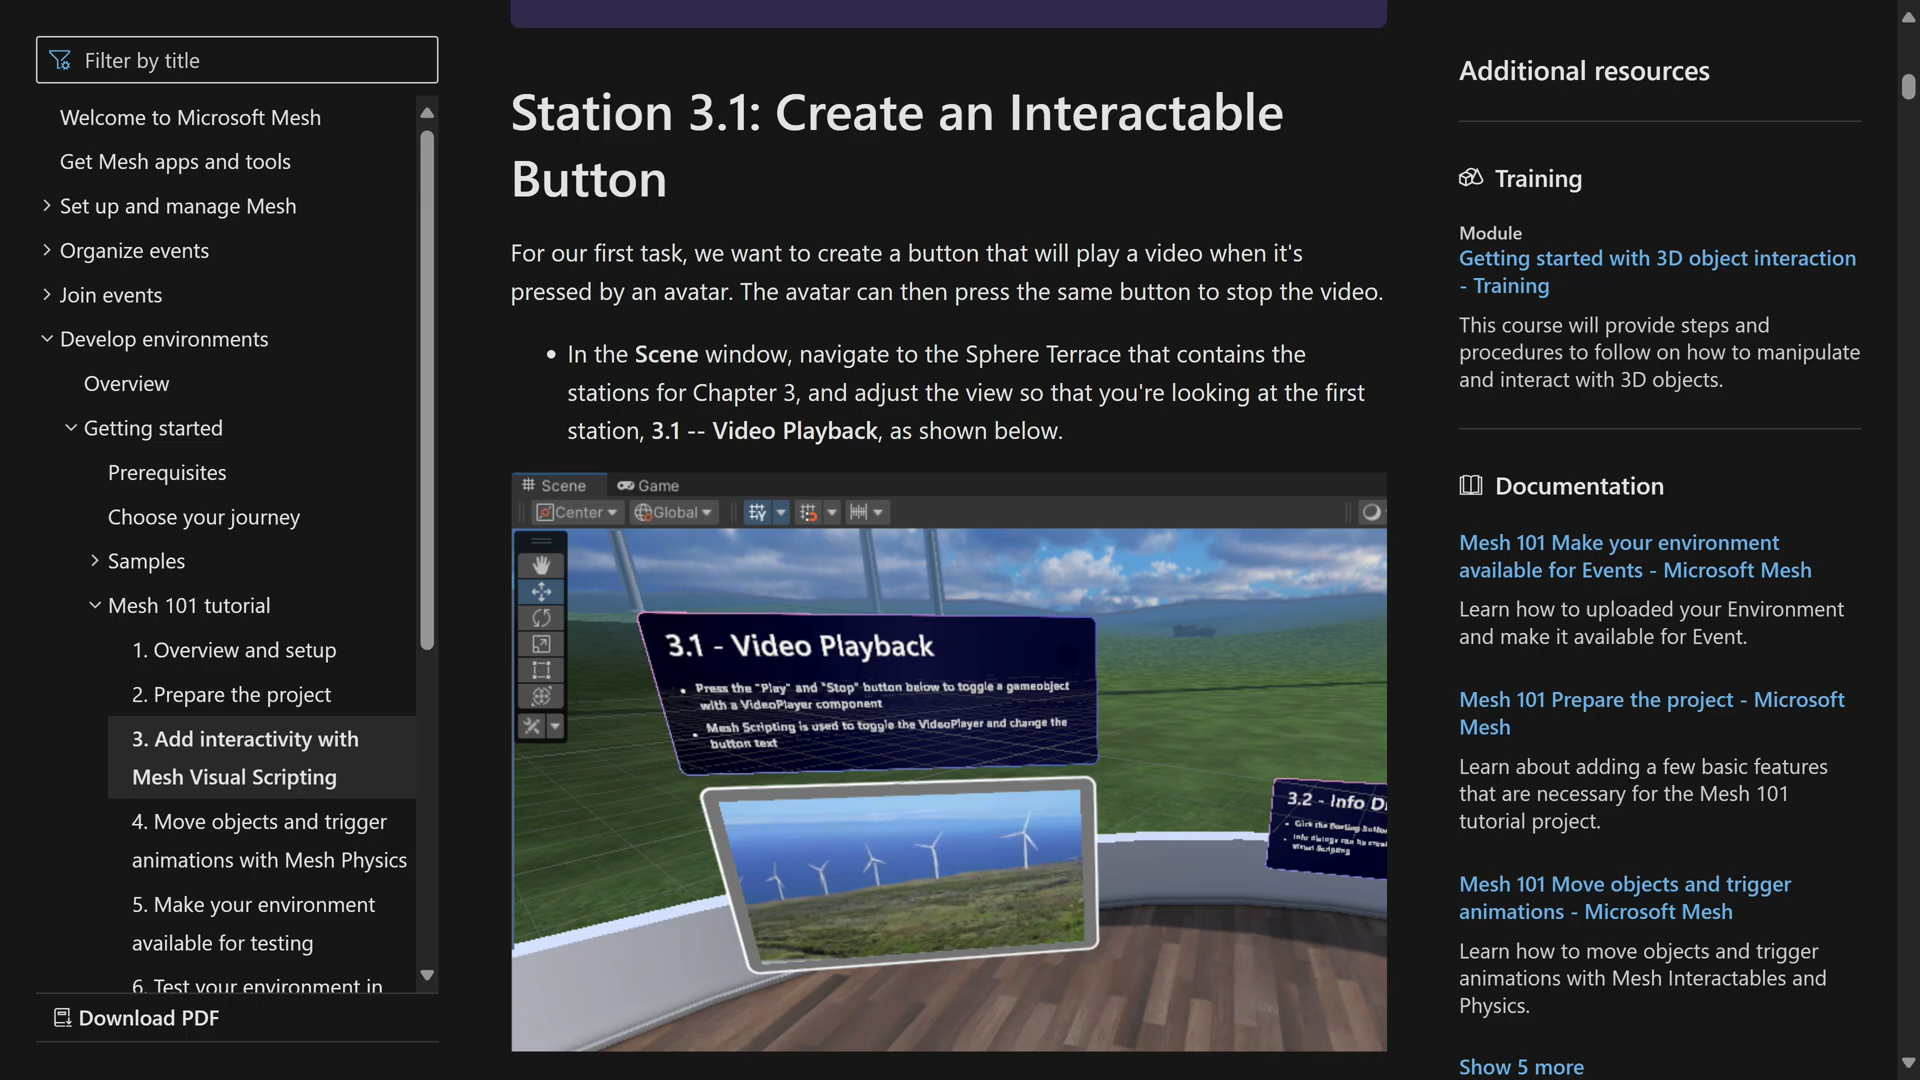 Filter by title
Welcome to Microsoft Mesh
Get Mesh apps and tools
Set up and manage Mesh
Organize events
Join events
Develop environments
Overview
Getting started
Prerequisites
Choose your journey
Samples
Mesh 101 tutorial
1. Overview and setup
2. Prepare the project
3. Add interactivity with
Mesh Visual Scripting
4. Move objects and trigger
animations with Mesh Physics
5. Make your environment
available for testing
6. Test your environment in
Download PDF
Station 3.1: Create an Interactable
Button
For our first task, we want to create a button that will play a video when it's
pressed by an avatar. The avatar can then press the same button to stop the video.
• In the Scene window, navigate to the Sphere Terrace that contains the
stations for Chapter 3, and adjust the view so that you're looking at the first
station, 3.1 -- Video Playback, as shown below.
Scene Game
Center Global
3.1 - Video Playback
• Press the "Play" and "Stop" button below to toggle a gameobject
with a VideoPlayer component
• Mesh Scripting is used to toggle the VideoPlayer and change the
button text
3.2 - Info
• Click the
• Info dialogs can be
Visual Scripting
Additional resources
Training
Module
Getting started with 3D object interaction
- Training
This course will provide steps and
procedures to follow on how to manipulate
and interact with 3D objects.
Documentation
Mesh 101 Make your environment
available for Events - Microsoft Mesh
Learn how to uploaded your Environment
and make it available for Event.
Mesh 101 Prepare the project - Microsoft
Mesh
Learn about adding a few basic features
that are necessary for the Mesh 101
tutorial project.
Mesh 101 Move objects and trigger
animations - Microsoft Mesh
Learn how to move objects and trigger
animations with Mesh Interactables and
Physics.
Show 5 more